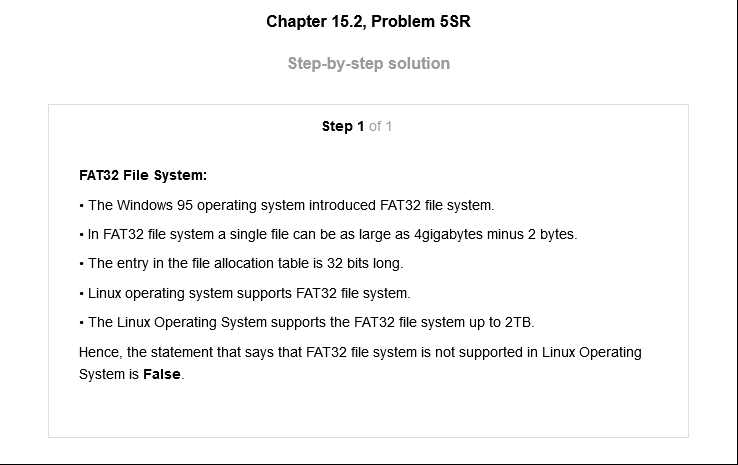 Chapter 15.2, Problem 5SR
Step-by-step solution
Step 1 of 1
FAT32 File System:
• The Windows 95 operating system introduced FAT32 file system.
• In FAT32 file system a single file can be as large as 4gigabytes minus 2 bytes.
• The entry in the file allocation table is 32 bits long.
• Linux operating system supports FAT32 file system.
• The Linux Operating System supports the FAT32 file system up to 2TB.
Hence, the statement that says that FAT32 file system is not supported in Linux Operating
System is False.